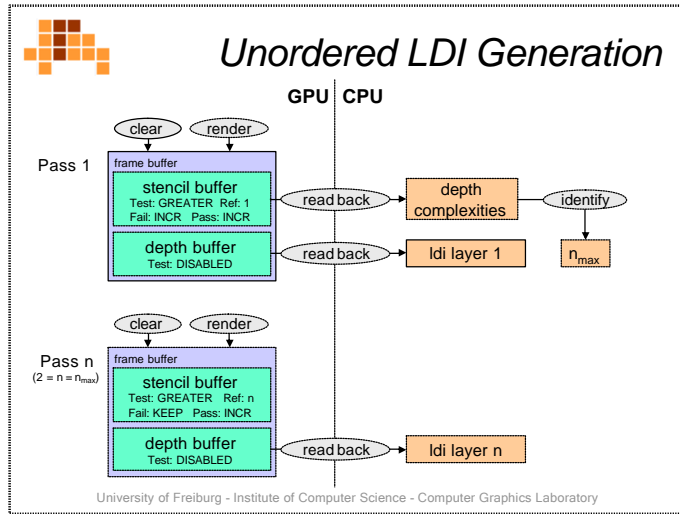 Unordered LDI Generation
GPU CPU
clear
render
Pass 1
frame buffer
stencil buffer
Test: GREATER Ref: 1
Fail: INCR Pass: INCR
read back
depth
complexities
identify
depth buffer
Test: DISABLED
read back
ldi layer 1
nmax
clear
render
Pass n
(2 = n = nmax)
frame buffer
stencil buffer
Test: GREATER Ref: n
Fail: KEEP Pass: INCR
depth buffer
Test: DISABLED
read back
ldi layer n
University of Freiburg - Institute of Computer Science - Computer Graphics Laboratory